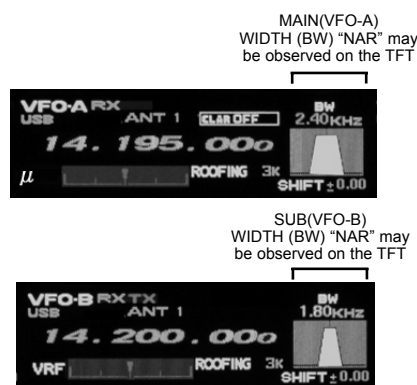 MAIN(VFO-A)
WIDTH (BW) “NAR” may
be observed on the TFT
VFO-A RX
USB
ANT 1
CLAR OFF
BW
2.40KHz
14. 195. 000
μ
ROOFING 3K
SHIFT ±0.00
SUB(VFO-B)
WIDTH (BW) “NAR” may
be observed on the TFT
VFO-B RX TX
USB
ANT 1
BW
1.80KHz
14. 200. 000
VRF
ROOFING 3K
SHIFT ±0.00